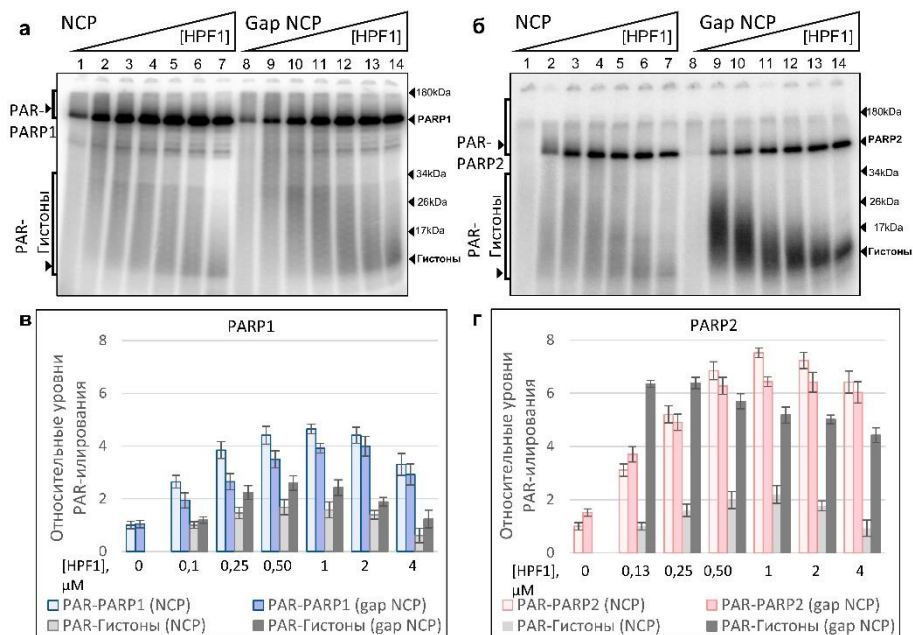 а
NCP
[HPF1]
Gap NCP
[HPF1]
1 2 3 4 5 6 7 8 9 10 11 12 13 14
180kDa
PAR-
PARP1
PARP1
34kDa
26kDa
17kDa
PAR-
Гистоны
Гистоны
б
NCP
[HPF1]
Gap NCP
[HPF1]
1 2 3 4 5 6 7 8 9 10 11 12 13 14
180kDa
PAR-
PARP2
PARP2
34kDa
26kDa
17kDa
PAR-
Гистоны
Гистоны
в
PARP1
Относительные уровни
PAR-илирования
8
6
4
2
0
[HPF1],
µM
0 0,1 0,25 0,50 1 2 4
PAR-PARP1 (NCP)
PAR-PARP1 (gap NCP)
PAR-Гистоны (NCP)
PAR-Гистоны (gap NCP)
г
PARP2
Относительные уровни
PAR-илирования
8
6
4
2
0
[HPF1],
µM
0 0,13 0,25 0,50 1 2 4
PAR-PARP2 (NCP)
PAR-PARP2 (gap NCP)
PAR-Гистоны (NCP)
PAR-Гистоны (gap NCP)